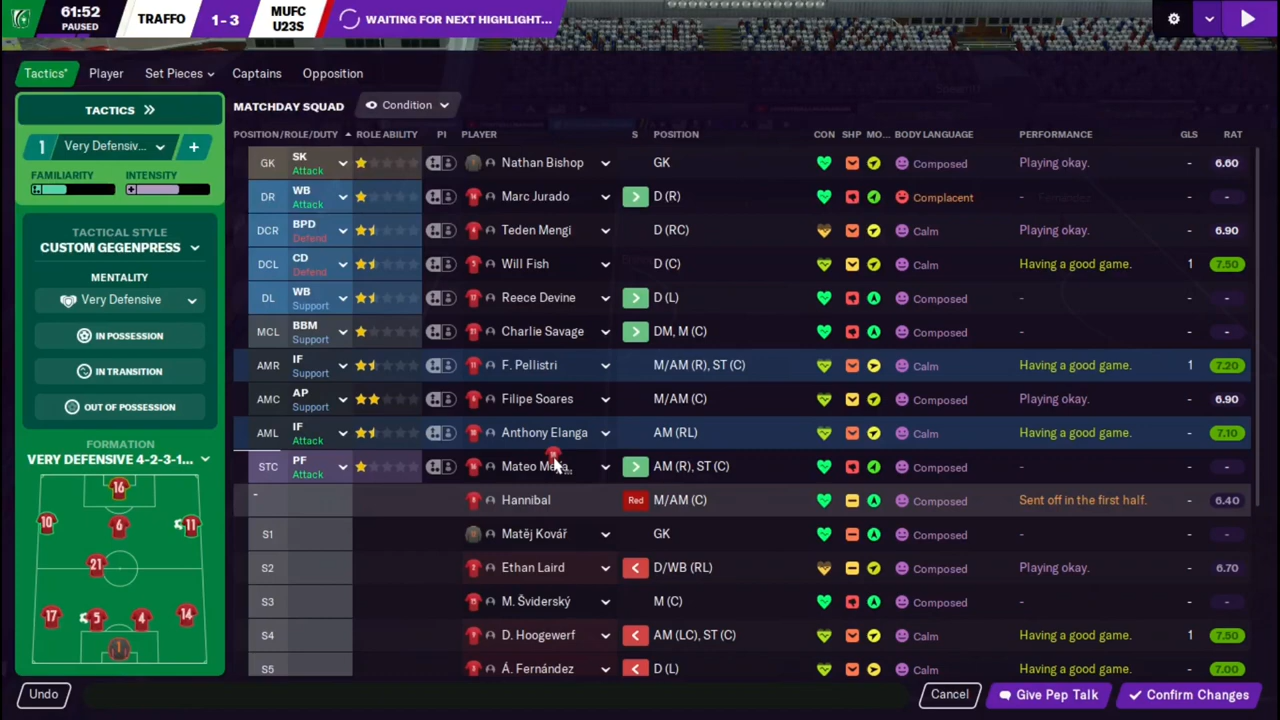 61:52
PAUSED
TRAFFO
1 - 3
MUFC
U23S
WAITING FOR NEXT HIGHLIGHT...
Tactics*
Player
Set Pieces
Captains
Opposition
TACTICS
1 Very Defensiv...
FAMILIARITY
INTENSITY
TACTICAL STYLE
CUSTOM GEGENPRESS
MENTALITY
Very Defensive
IN POSSESSION
IN TRANSITION
OUT OF POSSESSION
FORMATION
VERY DEFENSIVE 4-2-3-1...
16
10 6 11
21
17 5 4 14
1
MATCHDAY SQUAD
Condition
POSITION/ROLE/DUTY ROLE ABILITY PI PLAYER S POSITION CON SHP MO... BODY LANGUAGE PERFORMANCE GLS RAT
GK SK Attack Nathan Bishop GK Composed Playing okay. - 6.60
DR WB Attack Marc Jurado D (R) Complacent - - -
DCR BPD Defend Teden Mengi D (RC) Calm Playing okay. - 6.90
DCL CD Defend Will Fish D (C) Calm Having a good game. 1 7.50
DL WB Support Reece Devine D (L) Composed - - -
MCL BBM Support Charlie Savage DM, M (C) Composed - - -
AMR IF Support F. Pellistri M/AM (R), ST (C) Calm Having a good game. 1 7.20
AMC AP Support Filipe Soares M/AM (C) Composed Playing okay. - 6.90
AML IF Attack Anthony Elanga AM (RL) Calm Having a good game. - 7.10
STC PF Attack Mateo AM (R), ST (C) Composed - - -
- Hannibal Red M/AM (C) Composed Sent off in the first half. - 6.40
S1 Matěj Kovář GK Composed - - -
S2 Ethan Laird D/WB (RL) Composed Playing okay. - 6.70
S3 M. Šviderský M (C) Composed - - -
S4 D. Hoogewerf AM (LC), ST (C) Calm Having a good game. 1 7.50
S5 Á. Fernández D (L) Calm Having a good game. - 7.00
Undo
Cancel
Give Pep Talk
Confirm Changes